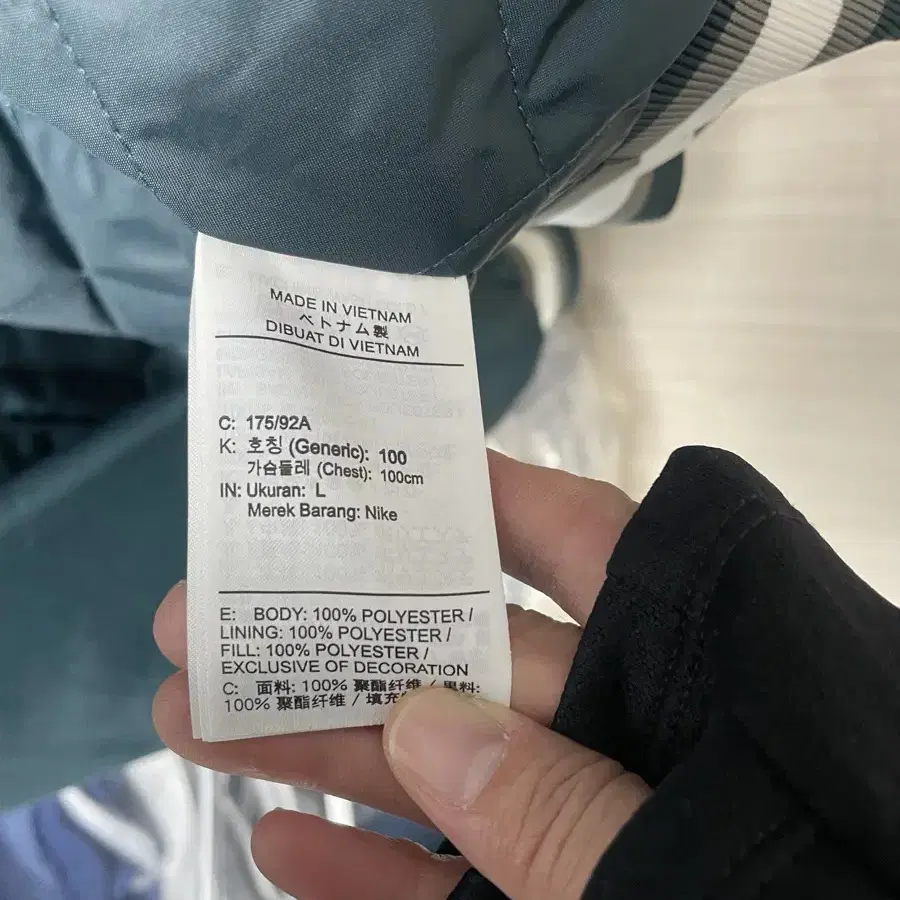 MADE IN VIETNAM
ベトナム製
DIBUAT DI VIETNAM
C: 175/92A
K: 호칭 (Generic): 100
가슴둘레 (Chest): 100cm
IN: Ukuran: L
Merek Barang: Nike
E: BODY: 100% POLYESTER /
LINING: 100% POLYESTER /
FILL: 100% POLYESTER /
EXCLUSIVE OF DECORATION
C: 面料: 100% 聚酯纤维 / 里料:
100% 聚酯纤维 / 填充